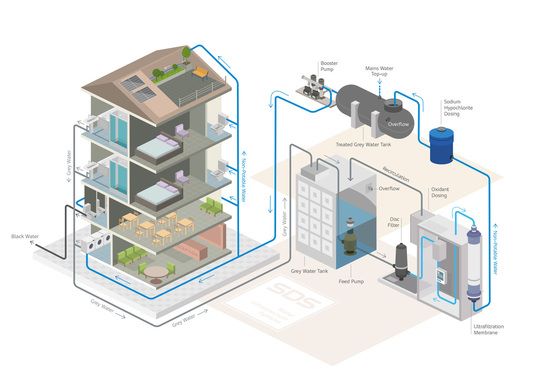 Booster
Pump
Mains Water
Top-up
Sodium
Hypochlorite
Dosing
Overflow
Treated Grey Water Tank
Non-Potable Water
Grey Water
Recirculation
Overflow
Oxidant
Dosing
Disc
Filter
Grey Water
Black Water
Non-Potable Water
Grey Water Tank
Feed Pump
Grey Water
Grey Water
SDS
Ultrafiltration
Membrane